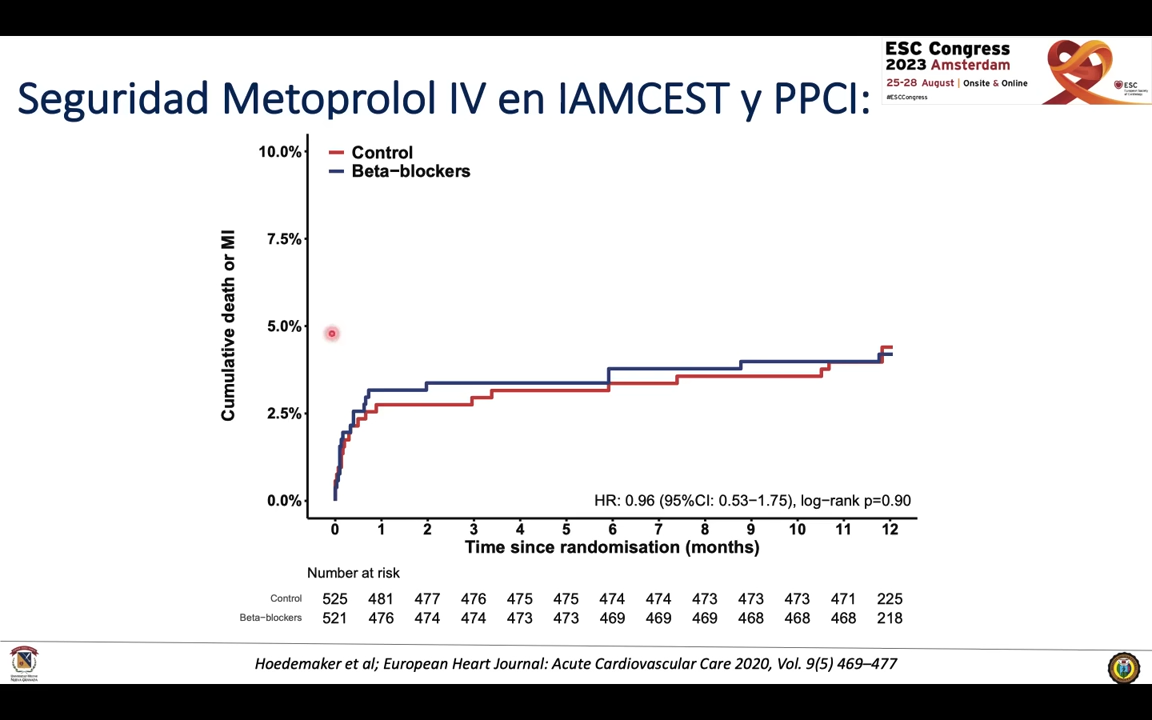 ESC Congress
2023 Amsterdam
25-28 August | Onsite & Online
#ESCCongress
ESC
Seguridad Metoprolol IV en IAMCEST y PPCI:
Control
Beta−blockers
Cumulative death or MI
10.0%
7.5%
5.0%
2.5%
0.0%
HR: 0.96 (95%CI: 0.53−1.75), log−rank p=0.90
0 1 2 3 4 5 6 7 8 9 10 11 12
Time since randomisation (months)
Number at risk
Control 525 481 477 476 475 475 474 474 473 473 473 471 225
Beta−blockers 521 476 474 474 473 473 469 469 469 468 468 468 218
Hoedemaker et al; European Heart Journal: Acute Cardiovascular Care 2020, Vol. 9(5) 469–477